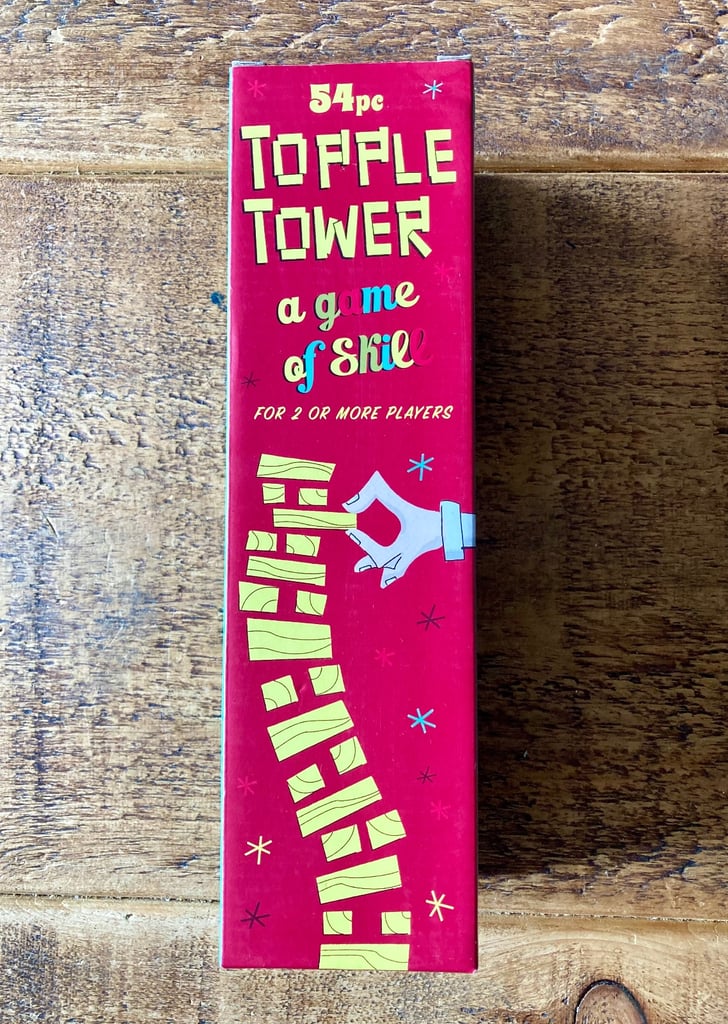 54pc
TOPPLE
TOWER
a game
of Skill
FOR 2 OR MORE PLAYERS